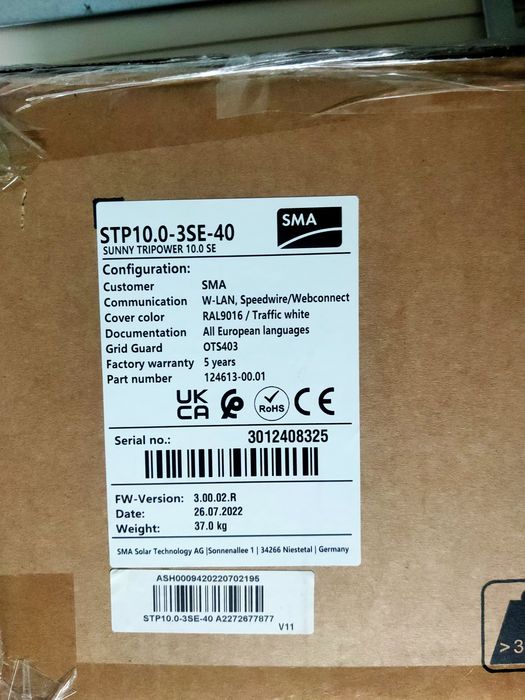 SMA
STP10.0-3SE-40
SUNNY TRIPOWER 10.0 SE
Configuration:
Customer SMA
Communication W-LAN, Speedwire/Webconnect
Cover color RAL9016 / Traffic white
Documentation All European languages
Grid Guard OTS403
Factory warranty 5 years
Part number 124613-00.01
UK
CA
RoHS
CE
Serial no.: 3012408325
FW-Version: 3.00.02.R
Date: 26.07.2022
Weight: 37.0 kg
SMA Solar Technology AG |Sonnenallee 1 | 34266 Niestetal | Germany
ASH0009420220702195
STP10.0-3SE-40 A2272677877
V11
>3